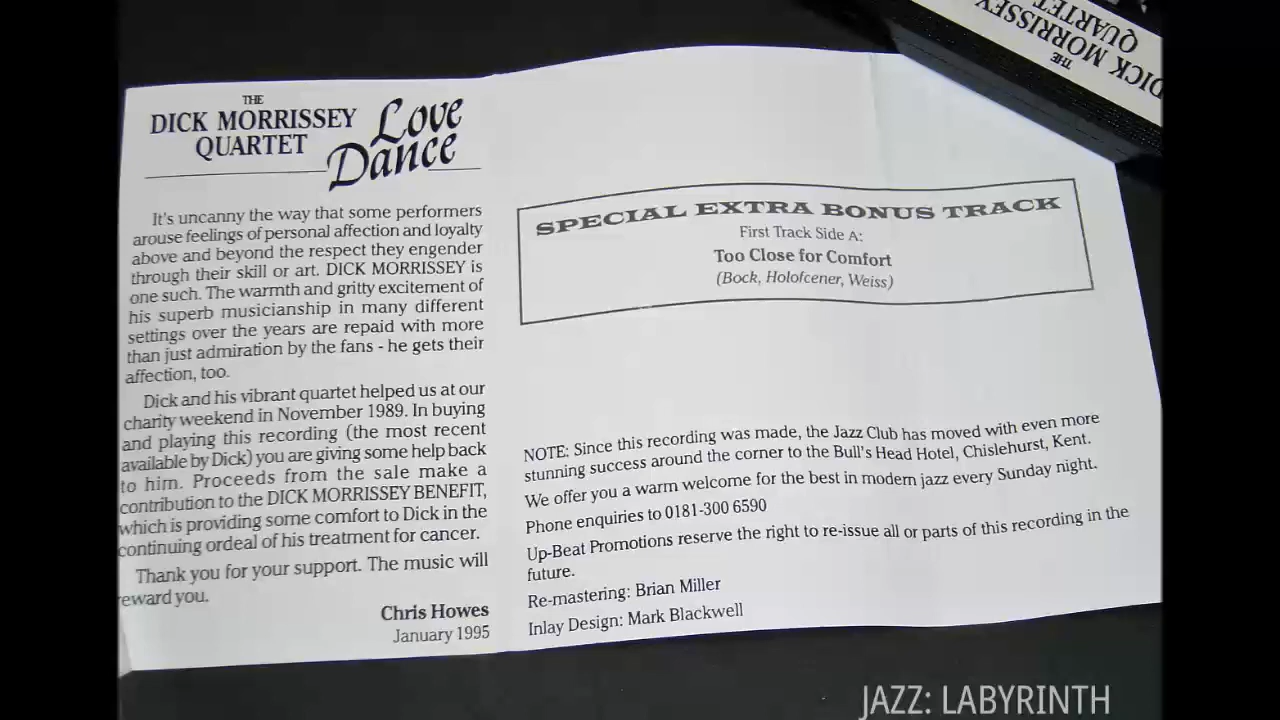 THE
DICK MORRISSEY
QUARTET
Love
Dance
It's uncanny the way that some performers
arouse feelings of personal affection and loyalty
above and beyond the respect they engender
through their skill or art. DICK MORRISSEY is
one such. The warmth and gritty excitement of
his superb musicianship in many different
settings over the years are repaid with more
than just admiration by the fans - he gets their
affection, too.
Dick and his vibrant quartet helped us at our
charity weekend in November 1989. In buying
and playing this recording (the most recent
available by Dick) you are giving some help back
to him. Proceeds from the sale make a
contribution to the DICK MORRISSEY BENEFIT,
which is providing some comfort to Dick in the
continuing ordeal of his treatment for cancer.
Thank you for your support. The music will
eward you.
Chris Howes
January 1995
SPECIAL EXTRA BONUS TRACK
First Track Side A:
Too Close for Comfort
(Bock, Holofcener, Weiss)
NOTE: Since this recording was made, the Jazz Club has moved with even more
stunning success around the corner to the Bull's Head Hotel, Chislehurst, Kent.
We offer you a warm welcome for the best in modern jazz every Sunday night.
Phone enquiries to 0181-300 6590
Up-Beat Promotions reserve the right to re-issue all or parts of this recording in the
future.
Re-mastering: Brian Miller
Inlay Design: Mark Blackwell
THE
DICK MORRISSEY
QUARTET
JAZZ: LABYRINTH